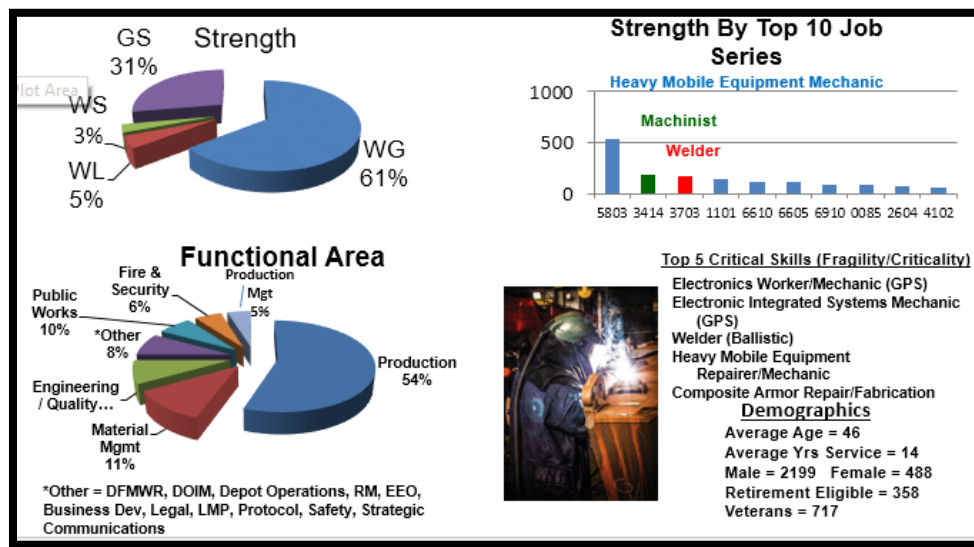 Strength
GS
31%
Plot Area
WS
3%
WL
5%
WG
61%
Strength By Top 10 Job
Series
Heavy Mobile Equipment Mechanic
1000
Machinist
500
Welder
0
5803 3414 3703 1101 6610 6605 6910 0085 2604 4102
Functional Area
Production
Mgt
5%
Fire &
Security
6%
Public
Works
10%
*Other
8%
Engineering
/ Quality...
Material
Mgmt
11%
Production
54%
*Other = DFMWR, DOIM, Depot Operations, RM, EEO,
Business Dev, Legal, LMP, Protocol, Safety, Strategic
Communications
Top 5 Critical Skills (Fragility/Criticality)
Electronics Worker/Mechanic (GPS)
Electronic Integrated Systems Mechanic
(GPS)
Welder (Ballistic)
Heavy Mobile Equipment
Repairer/Mechanic
Composite Armor Repair/Fabrication
Demographics
Average Age = 46
Average Yrs Service = 14
Male = 2199 Female = 488
Retirement Eligible = 358
Veterans = 717